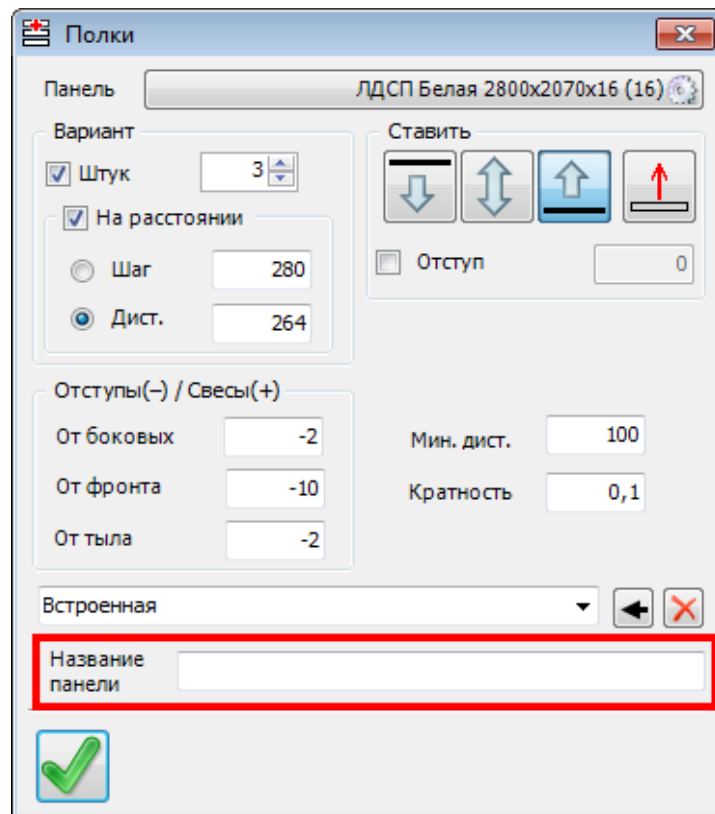 Полки
Панель ЛДСП Белая 2800x2070x16 (16)
Вариант
Штук 3
На расстоянии
Шаг 280
Дист. 264
Ставить
Отступ 0
Отступы(–) / Свесы(+)
От боковых -2
От фронта -10
От тыла -2
Мин. дист. 100
Кратность 0,1
Встроенная
Название
панели